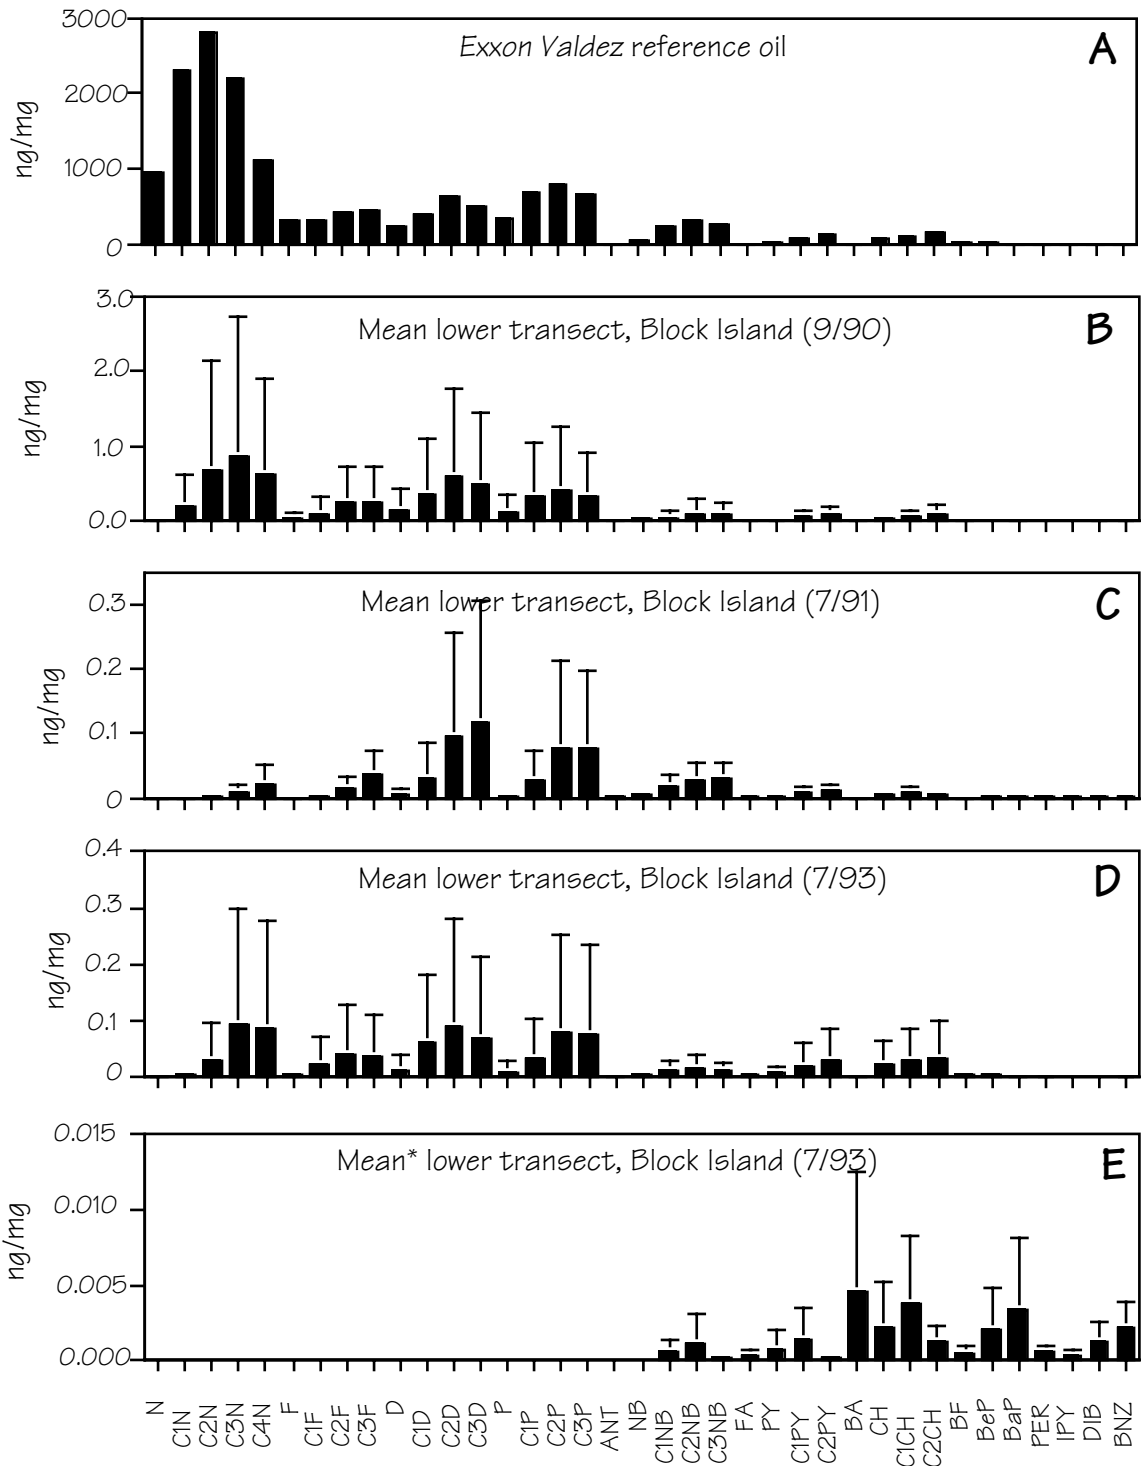 3000
Exxon Valdez reference oil
A
2000
ng/mg
1000
0
3.0
Mean lower transect, Block Island (9/90)
B
2.0
ng/mg
1.0
0.0
Mean lower transect, Block Island (7/91)
C
0.3
0.2
ng/mg
0.1
0
0.4
Mean lower transect, Block Island (7/93)
D
0.3
0.2
ng/mg
0.1
0
0.015
Mean* lower transect, Block Island (7/93)
E
0.010
ng/mg
0.005
0.000
N
C1N
C2N
C3N
C4N
F
C1F
C2F
C3F
D
C1D
C2D
C3D
P
C1P
C2P
C3P
ANT
NB
C1NB
C2NB
C3NB
FA
PY
C1PY
C2PY
BA
CH
C1CH
C2CH
BF
BeP
BaP
PER
IPY
DIB
BNZ